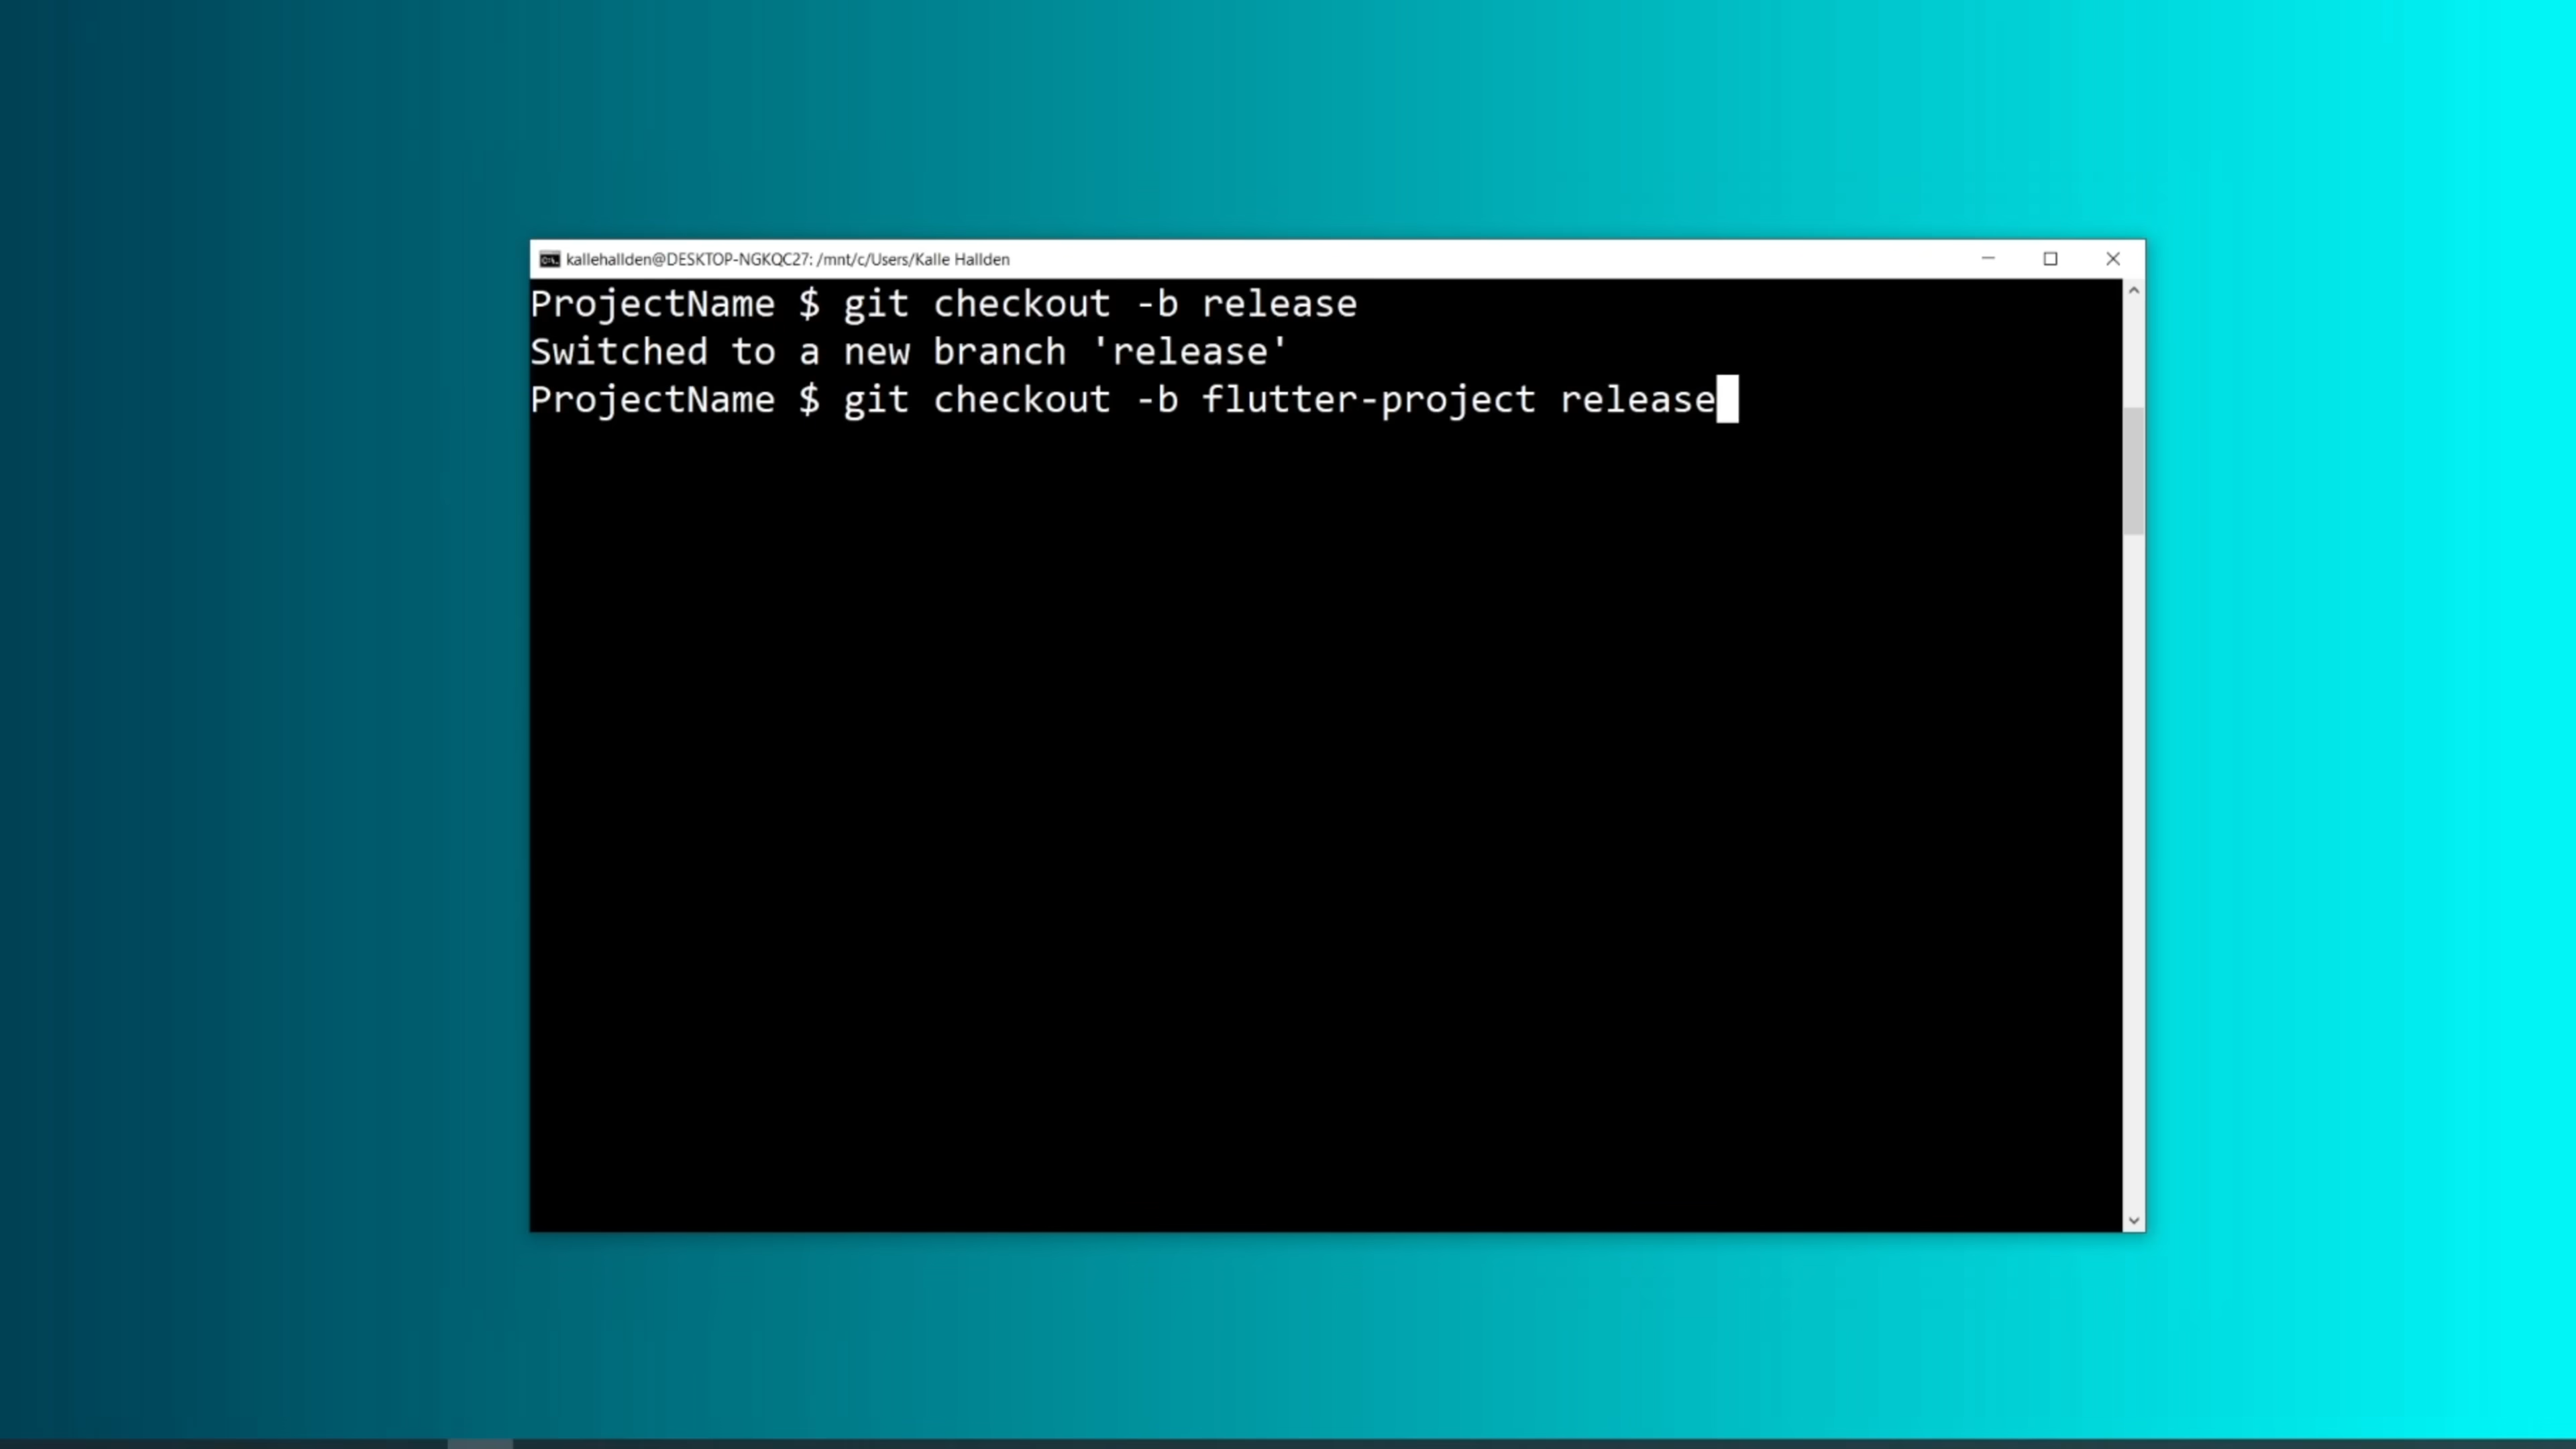 kallehallden@DESKTOP-NGKQC27: /mnt/c/Users/Kalle Hallden
ProjectName $ git checkout -b release
Switched to a new branch 'release'
ProjectName $ git checkout -b flutter-project release